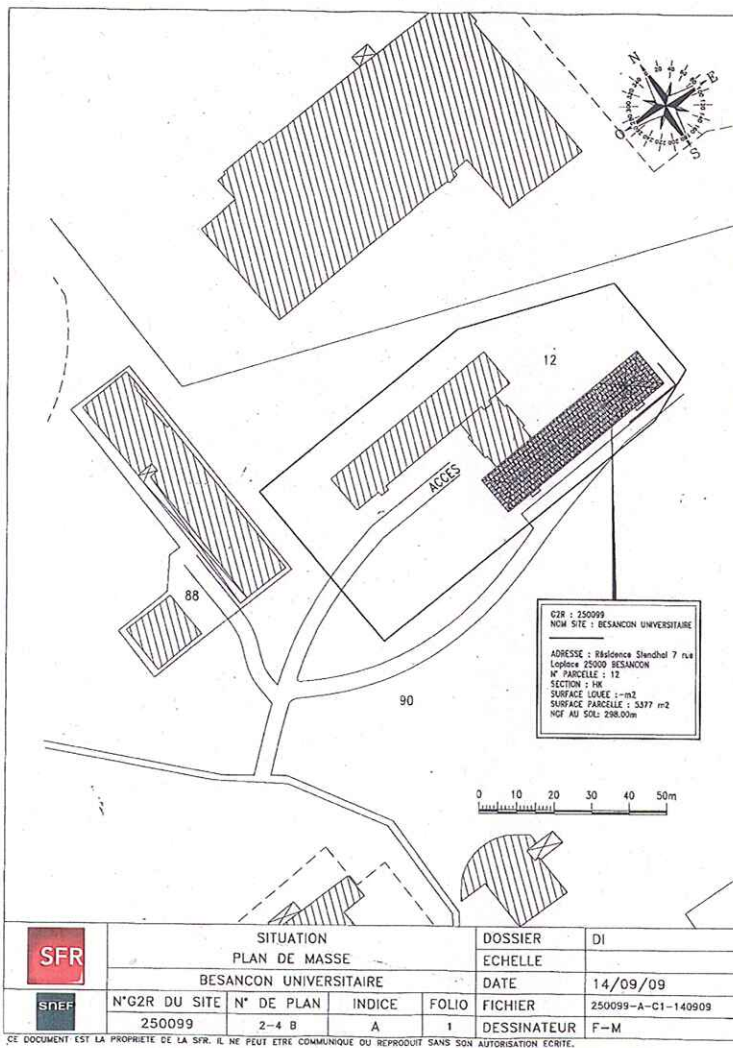 N
E
S
O
12
ACCES
88
90
G2R : 250099
NOM SITE : BESANCON UNIVERSITAIRE
ADRESSE : Résidence Stendhal 7 rue
Laplace 25000 BESANCON
N° PARCELLE : 12
SECTION : HK
SURFACE LOUEE :-m2
SURFACE PARCELLE : 5377 m2
NGF AU SOL: 298.00m
0 10 20 30 40 50m
SFR
SITUATION
PLAN DE MASSE
BESANCON UNIVERSITAIRE
DOSSIER DI
ECHELLE
DATE 14/09/09
snef
N°G2R DU SITE N° DE PLAN INDICE FOLIO FICHIER 250099-A-C1-140909
250099 2-4 B A 1 DESSINATEUR F-M
CE DOCUMENT EST LA PROPRIETE DE LA SFR. IL NE PEUT ETRE COMMUNIQUE OU REPRODUIT SANS SON AUTORISATION ECRITE.